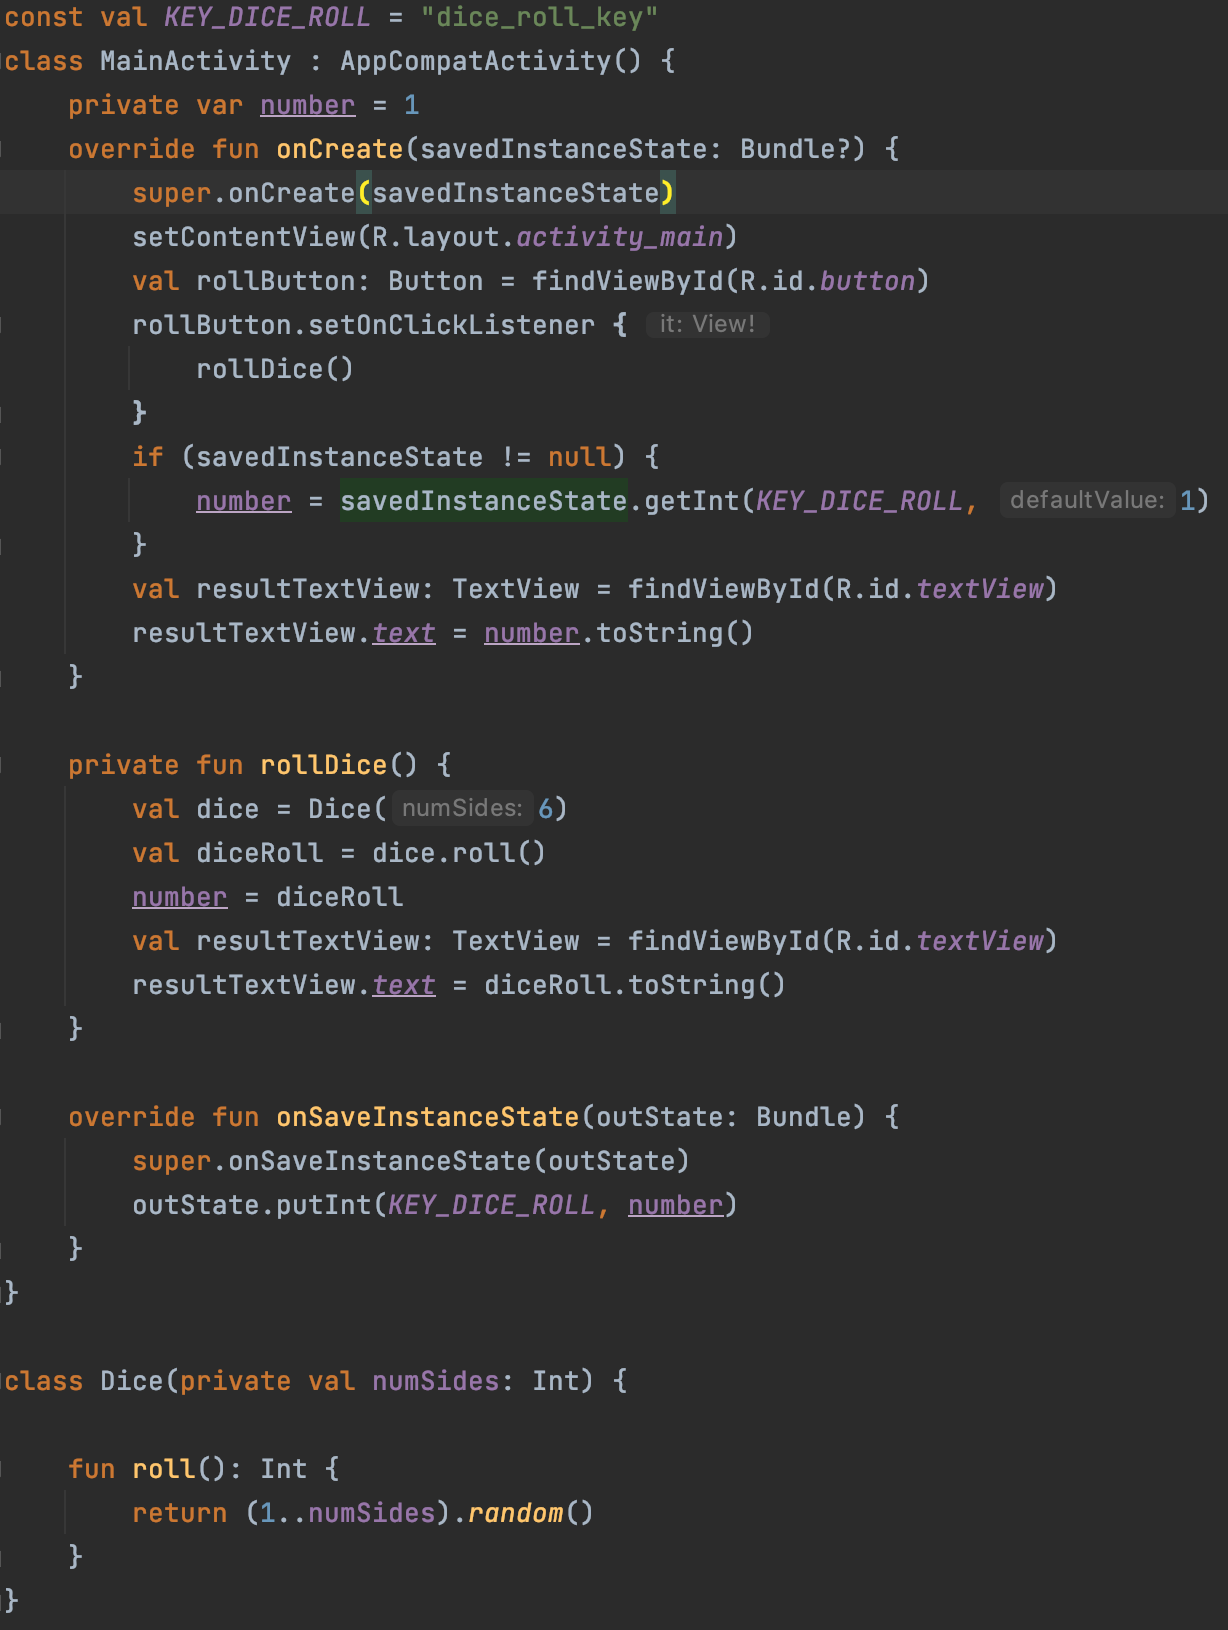 const val KEY_DICE_ROLL = "dice_roll_key"
class MainActivity : AppCompatActivity() {
    private var number = 1
    override fun onCreate(savedInstanceState: Bundle?) {
        super.onCreate(savedInstanceState)
        setContentView(R.layout.activity_main)
        val rollButton: Button = findViewById(R.id.button)
        rollButton.setOnClickListener { it: View!
            rollDice()
        }
        if (savedInstanceState != null) {
            number = savedInstanceState.getInt(KEY_DICE_ROLL, defaultValue: 1)
        }
        val resultTextView: TextView = findViewById(R.id.textView)
        resultTextView.text = number.toString()
    }

    private fun rollDice() {
        val dice = Dice( numSides: 6)
        val diceRoll = dice.roll()
        number = diceRoll
        val resultTextView: TextView = findViewById(R.id.textView)
        resultTextView.text = diceRoll.toString()
    }

    override fun onSaveInstanceState(outState: Bundle) {
        super.onSaveInstanceState(outState)
        outState.putInt(KEY_DICE_ROLL, number)
    }
}

class Dice(private val numSides: Int) {

    fun roll(): Int {
        return (1..numSides).random()
    }
}